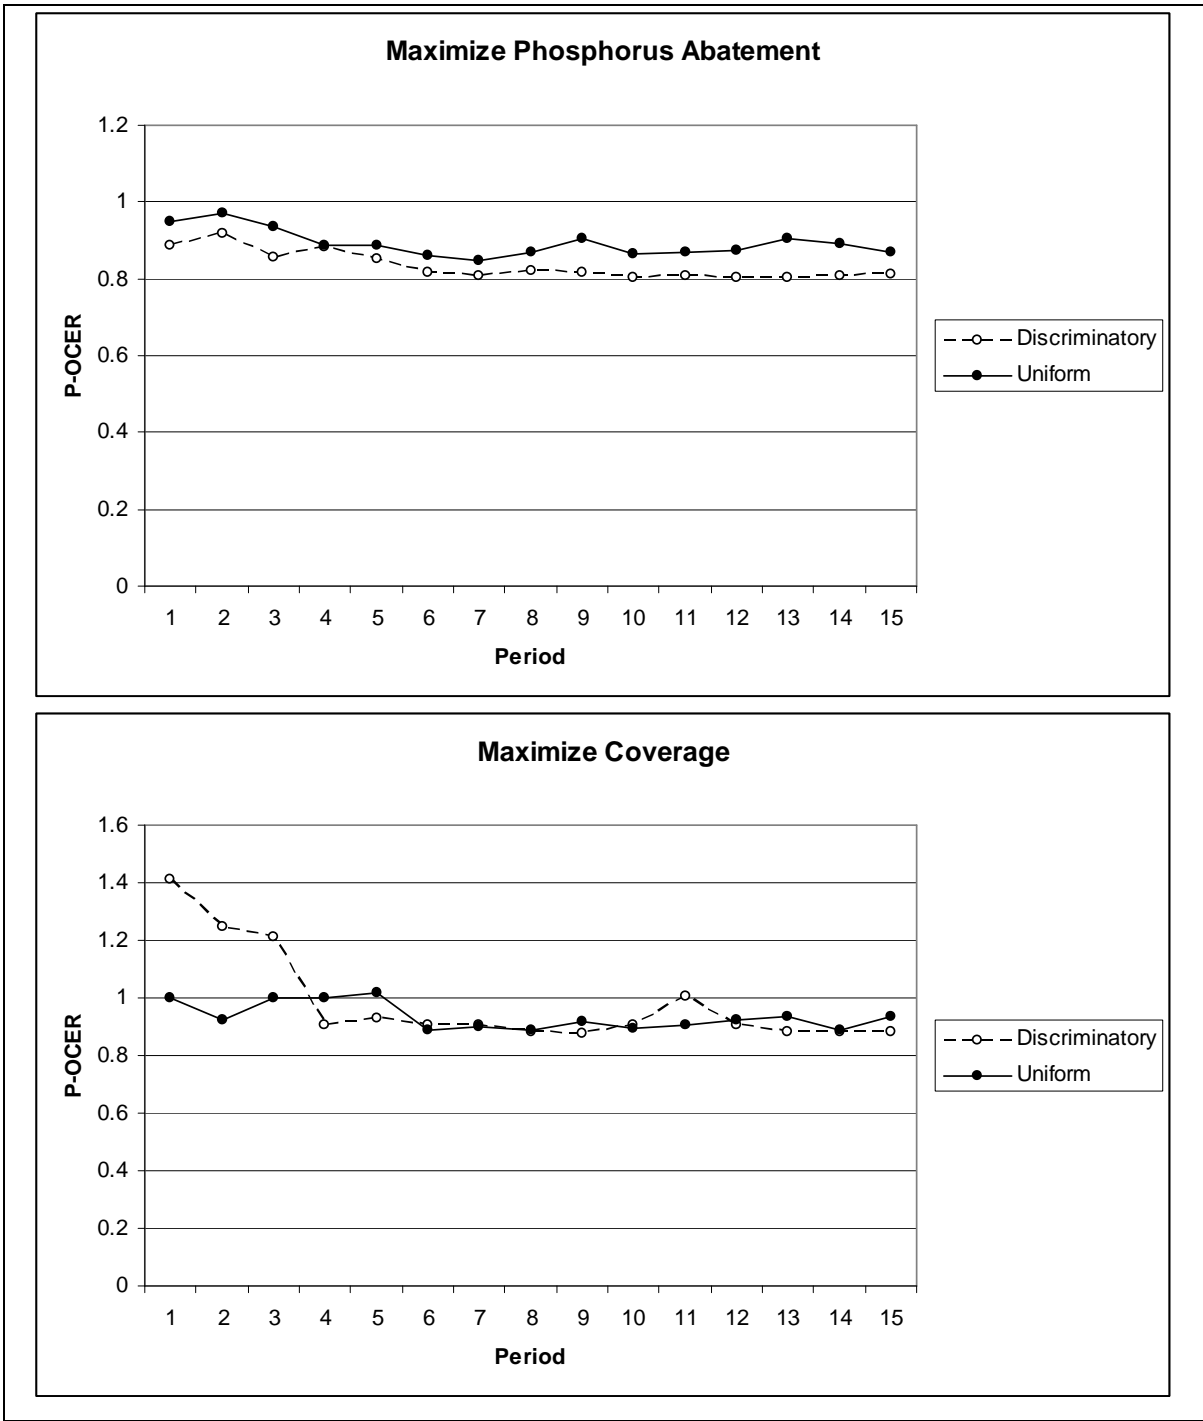 Maximize Phosphorus Abatement
1.2
1
0.8
0.6
0.4
0.2
0
P-OCER
1 2 3 4 5 6 7 8 9 10 11 12 13 14 15
Period
Discriminatory
Uniform
Maximize Coverage
1.6
1.4
1.2
1
0.8
0.6
0.4
0.2
0
P-OCER
1 2 3 4 5 6 7 8 9 10 11 12 13 14 15
Period
Discriminatory
Uniform